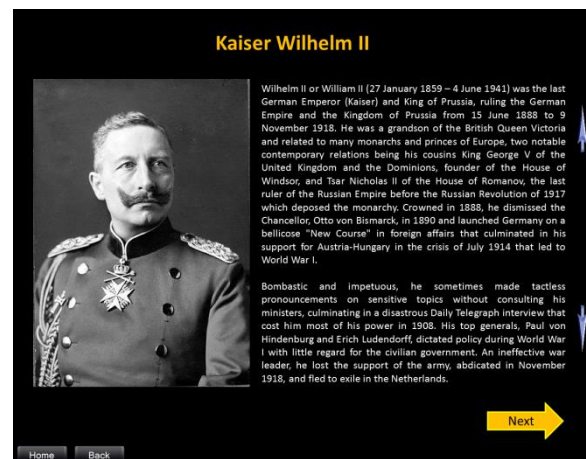 Kaiser Wilhelm II
Wilhelm II or William II (27 January 1859 – 4 June 1941) was the last
German Emperor (Kaiser) and King of Prussia, ruling the German
Empire and the Kingdom of Prussia from 15 June 1888 to 9
November 1918. He was a grandson of the British Queen Victoria
and related to many monarchs and princes of Europe, two notable
contemporary relations being his cousins King George V of the
United Kingdom and the Dominions, founder of the House of
Windsor, and Tsar Nicholas II of the House of Romanov, the last
ruler of the Russian Empire before the Russian Revolution of 1917
which deposed the monarchy. Crowned in 1888, he dismissed the
Chancellor, Otto von Bismarck, in 1890 and launched Germany on a
bellicose "New Course" in foreign affairs that culminated in his
support for Austria-Hungary in the crisis of July 1914 that led to
World War I.
Bombastic and impetuous, he sometimes made tactless
pronouncements on sensitive topics without consulting his
ministers, culminating in a disastrous Daily Telegraph interview that
cost him most of his power in 1908. His top generals, Paul von
Hindenburg and Erich Ludendorff, dictated policy during World War
I with little regard for the civilian government. An ineffective war
leader, he lost the support of the army, abdicated in November
1918, and fled to exile in the Netherlands.
Next
Home Back